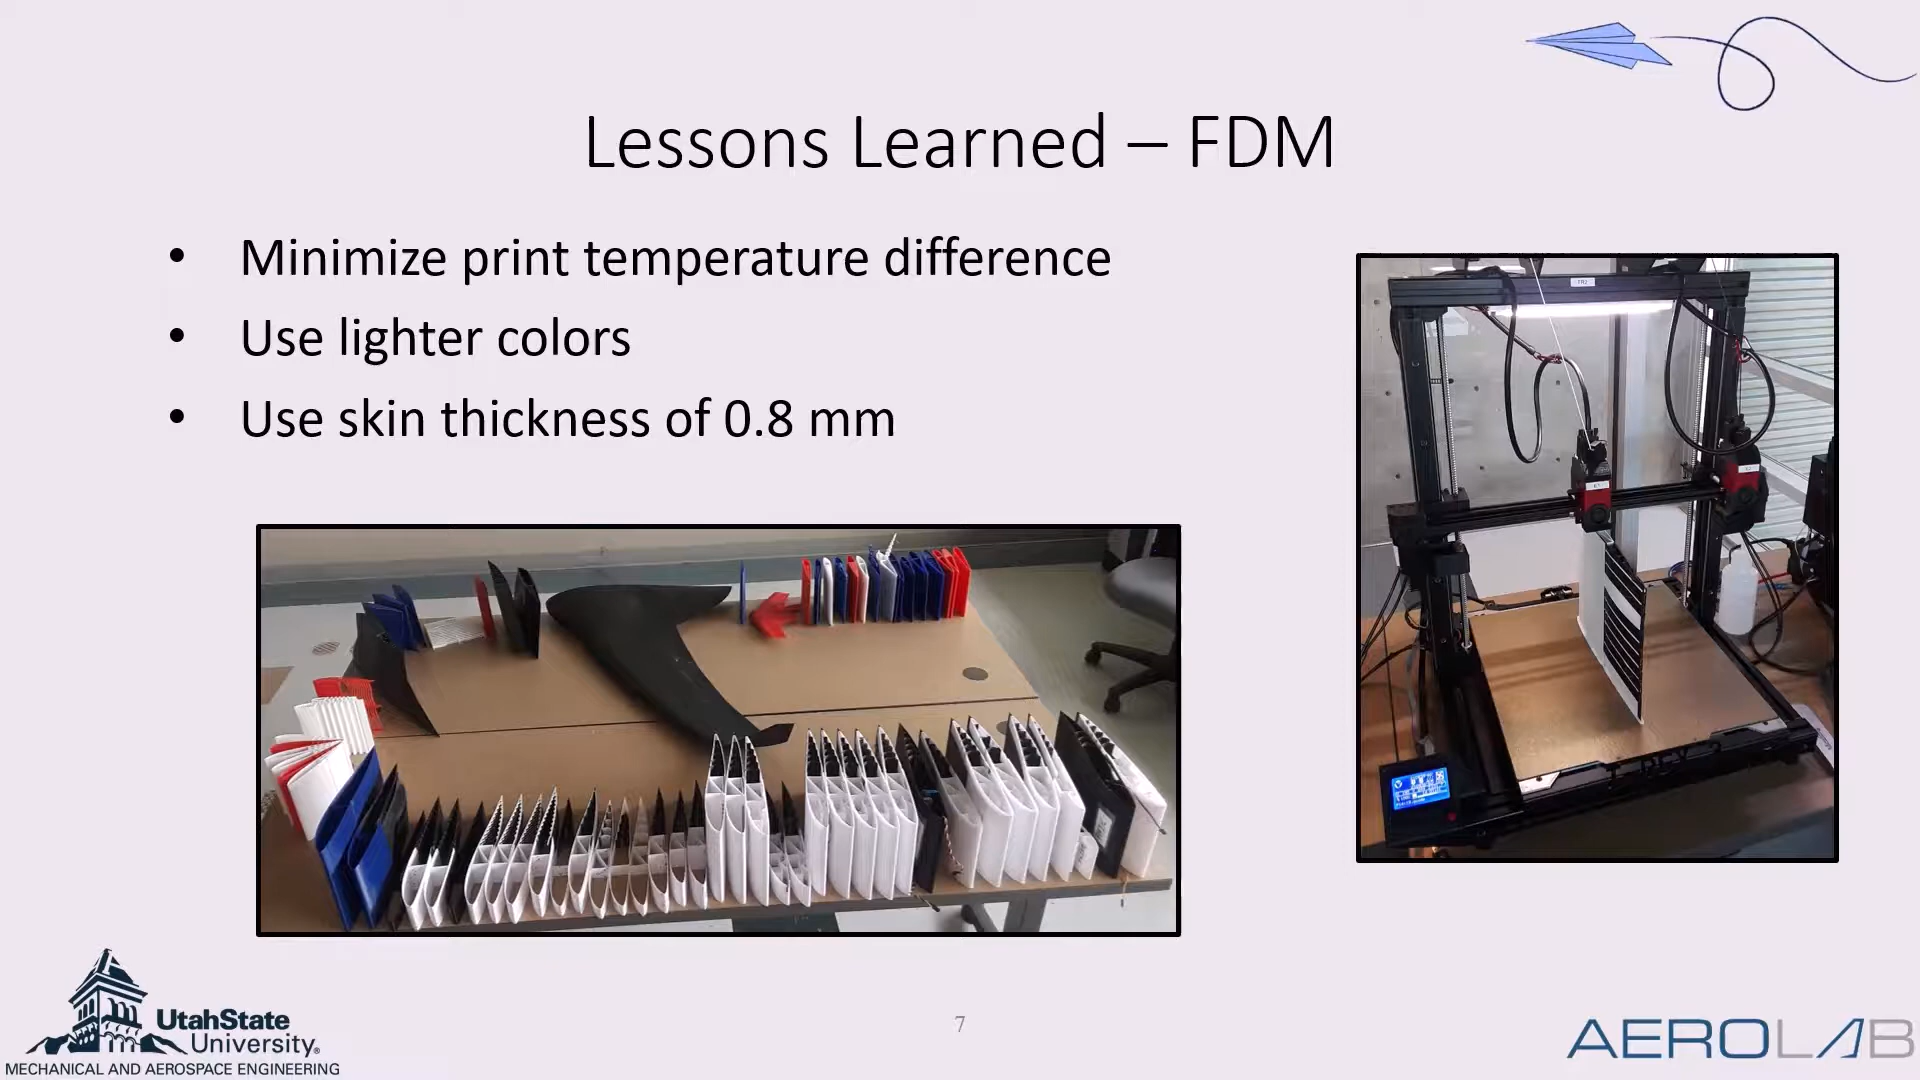 Lessons Learned – FDM
• Minimize print temperature difference
• Use lighter colors
• Use skin thickness of 0.8 mm
UtahState
University®
MECHANICAL AND AEROSPACE ENGINEERING
7
AEROLAB